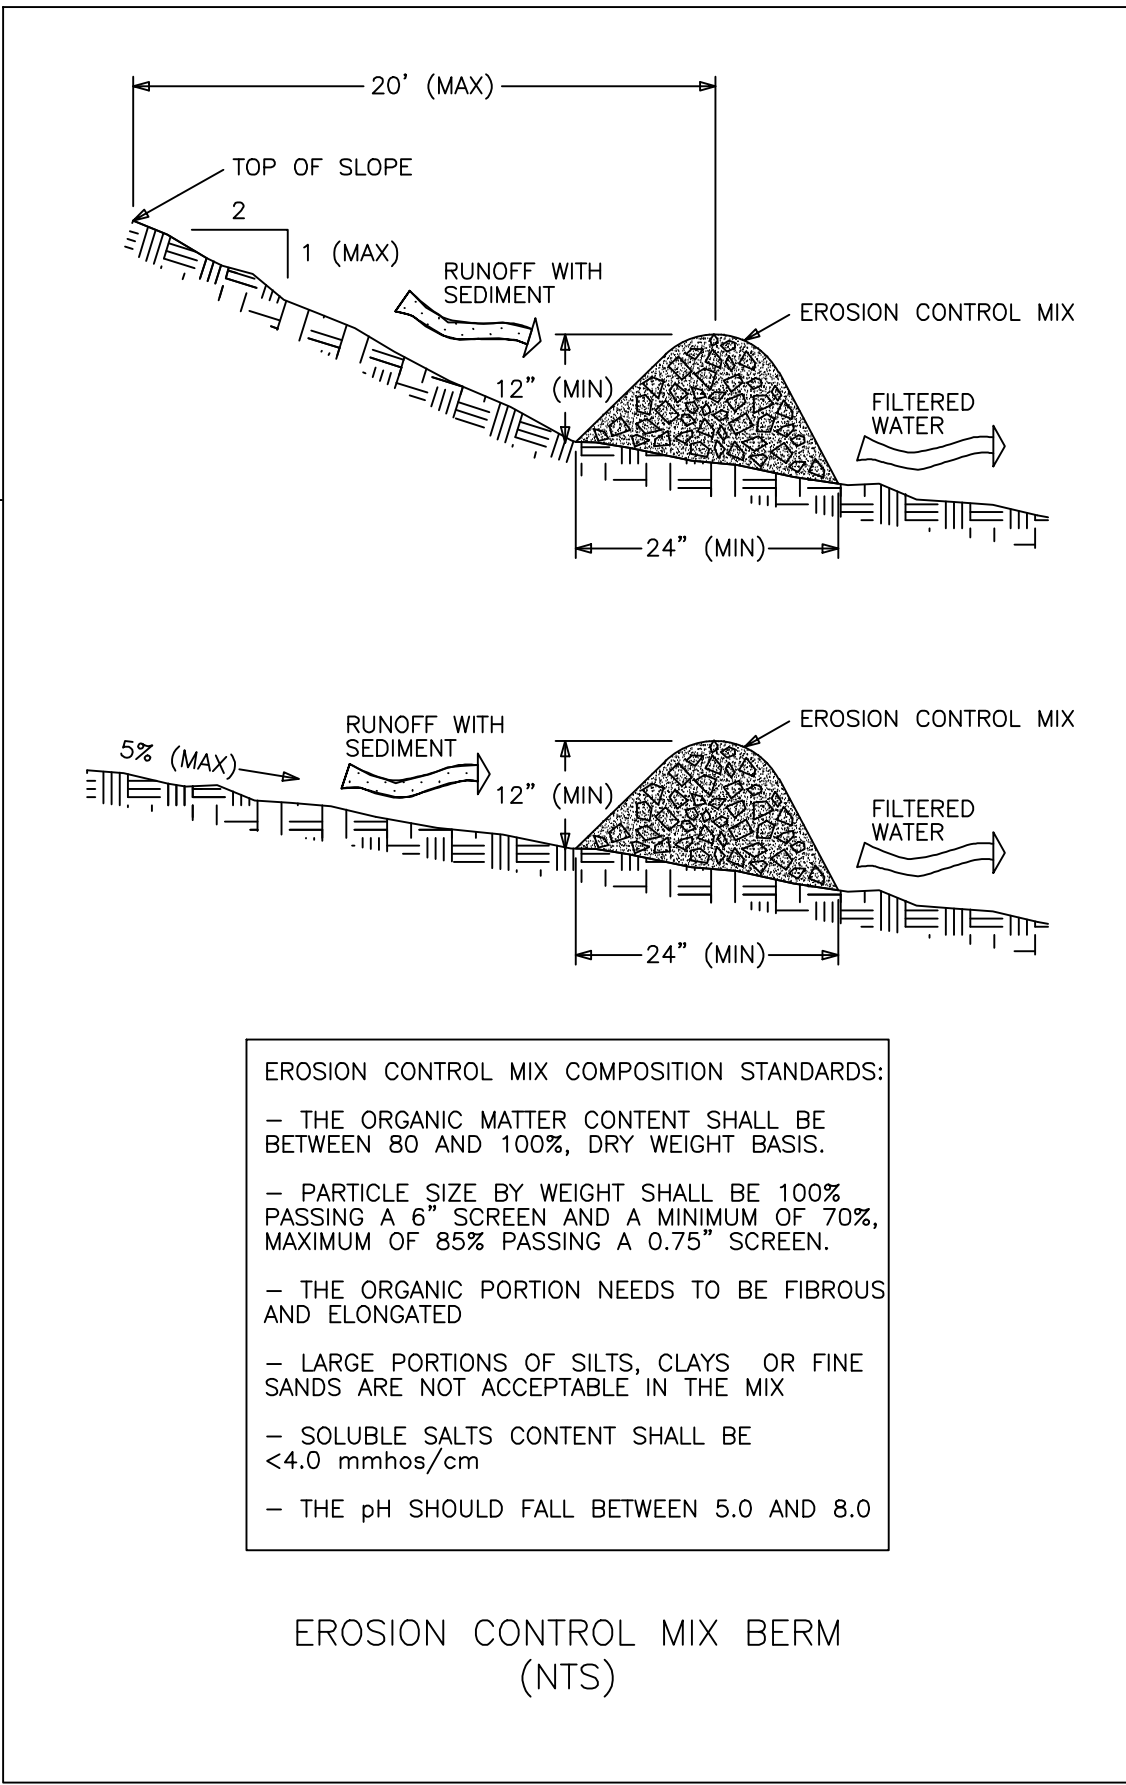 20' (MAX)
TOP OF SLOPE
2
1 (MAX)
RUNOFF WITH
SEDIMENT
EROSION CONTROL MIX
12" (MIN)
FILTERED
WATER
24" (MIN)
EROSION CONTROL MIX
RUNOFF WITH
SEDIMENT
5% (MAX)
12" (MIN)
FILTERED
WATER
24" (MIN)
EROSION CONTROL MIX COMPOSITION STANDARDS:
– THE ORGANIC MATTER CONTENT SHALL BE
BETWEEN 80 AND 100%, DRY WEIGHT BASIS.
– PARTICLE SIZE BY WEIGHT SHALL BE 100%
PASSING A 6" SCREEN AND A MINIMUM OF 70%,
MAXIMUM OF 85% PASSING A 0.75" SCREEN.
– THE ORGANIC PORTION NEEDS TO BE FIBROUS
AND ELONGATED
– LARGE PORTIONS OF SILTS, CLAYS OR FINE
SANDS ARE NOT ACCEPTABLE IN THE MIX
– SOLUBLE SALTS CONTENT SHALL BE
<4.0 mmhos/cm
– THE pH SHOULD FALL BETWEEN 5.0 AND 8.0
EROSION CONTROL MIX BERM
(NTS)